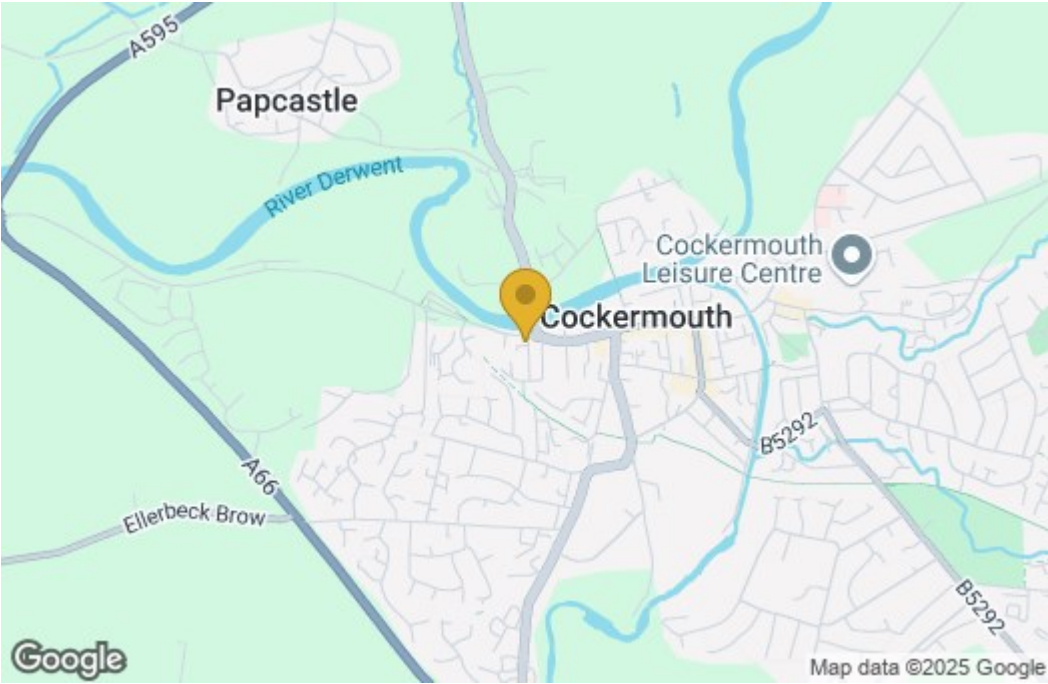 A595
Papcastle
River Derwent
Cockermouth
Leisure Centre
Cockermouth
B5292
A66
Ellerbeck Brow
B5292
Google
Map data ©2025 Google